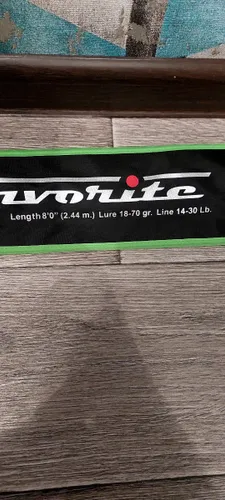 avorite
Length 8'0" (2.44 m.) Lure 18-70 gr. Line 14-30 Lb.